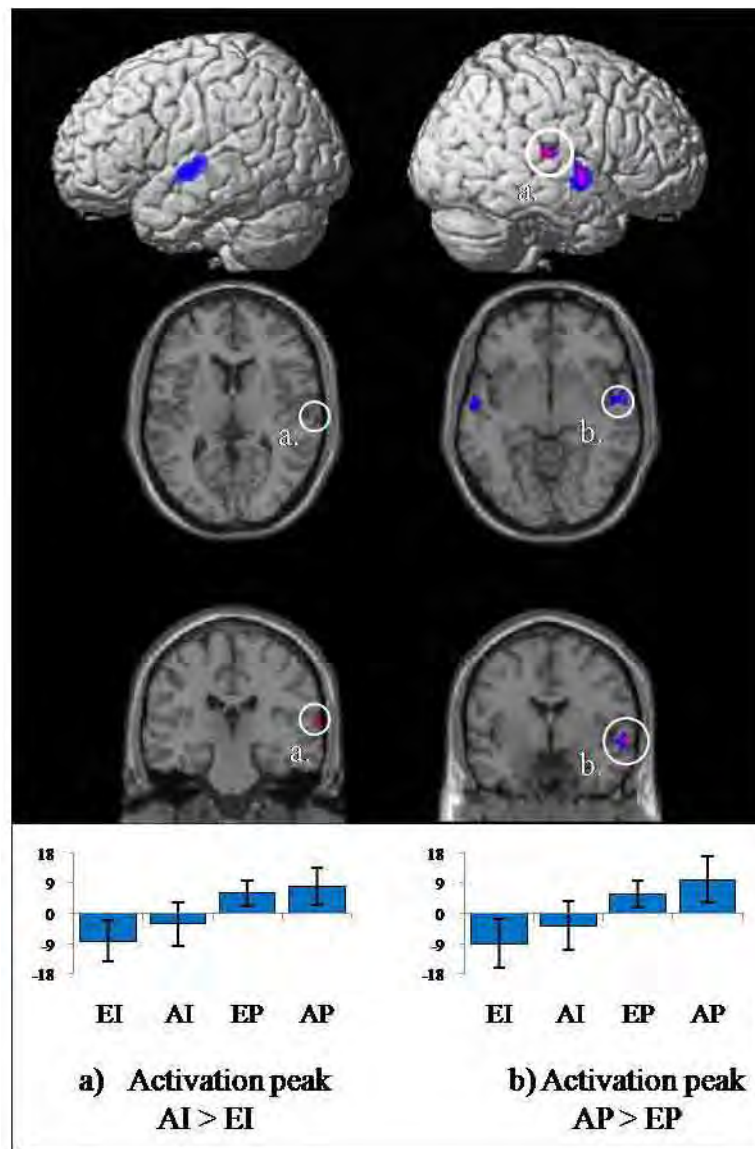 a.
a.
b.
a.
b.
18
9
0
-9
-18
EI AI EP AP
18
9
0
-9
-18
EI AI EP AP
a) Activation peak
AI > EI
b) Activation peak
AP > EP